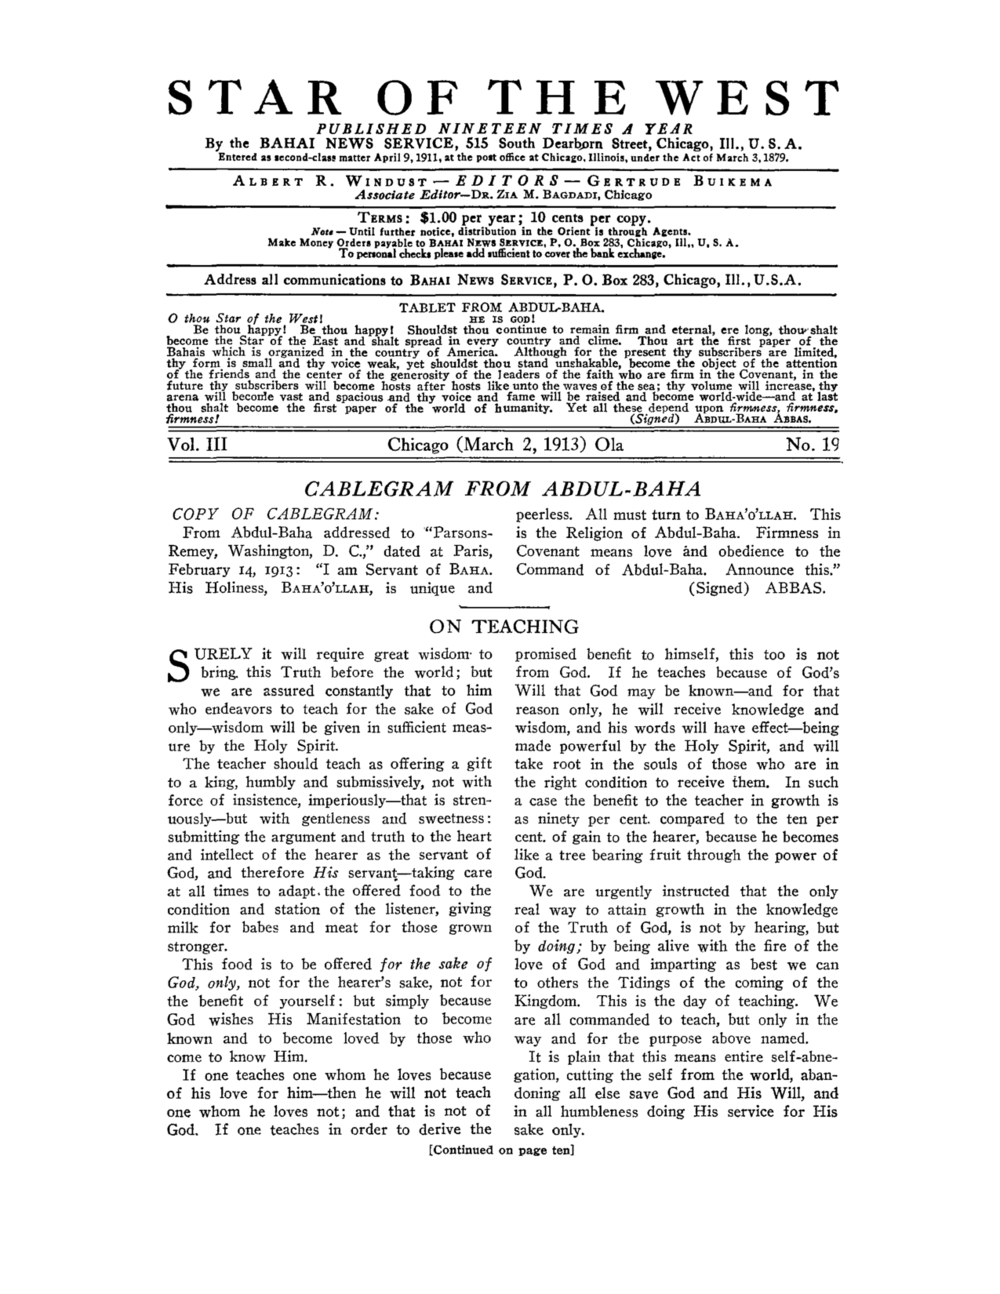 STAR OF THE WEST
PUBLISHED NINETEEN TIMES A YEAR
By the BAHAI NEWS SERVICE, 515 South Dearborn Street, Chicago, Ill., U. S. A.
Entered as second-class matter April 9, 1911, at the post office at Chicago, Illinois, under the Act of March 3, 1879.
ALBERT R. WINDUST — EDITORS — GERTRUDE BUIKEMA
Associate Editor—DR. ZIA M. BAGDADI, Chicago
TERMS: $1.00 per year; 10 cents per copy.
Note — Until further notice, distribution in the Orient is through Agents.
Make Money Orders payable to BAHAI NEWS SERVICE, P. O. Box 283, Chicago, Ill,, U, S. A.
To personal checks please add sufficient to cover the bank exchange.
Address all communications to BAHAI NEWS SERVICE, P. O. Box 283, Chicago, Ill., U.S.A.
TABLET FROM ABDUL-BAHA.
O thou Star of the West! HE IS GOD!
Be thou happy! Be thou happy! Shouldst thou continue to remain firm and eternal, ere long, thou shalt
become the Star of the East and shalt spread in every country and clime. Thou art the first paper of the
Bahais which is organized in the country of America. Although for the present thy subscribers are limited,
thy form is small and thy voice weak, yet shouldst thou stand unshakable, become the object of the attention
of the friends and the center of the generosity of the leaders of the faith who are firm in the Covenant, in the
future thy subscribers will become hosts after hosts like unto the waves of the sea; thy volume will increase, thy
arena will become vast and spacious and thy voice and fame will be raised and become world-wide—and at last
thou shalt become the first paper of the world of humanity. Yet all these depend upon firmness, firmness,
firmness! (Signed) ABDUL-BAHA ABBAS.
Vol. III Chicago (March 2, 1913) Ola No. 19
CABLEGRAM FROM ABDUL-BAHA
COPY OF CABLEGRAM:
From Abdul-Baha addressed to "Parsons-
Remey, Washington, D. C.," dated at Paris,
February 14, 1913: "I am Servant of BAHA.
His Holiness, BAHA'O'LLAH, is unique and
peerless. All must turn to BAHA'O'LLAH. This
is the Religion of Abdul-Baha. Firmness in
Covenant means love and obedience to the
Command of Abdul-Baha. Announce this."
(Signed) ABBAS.
ON TEACHING
SURELY it will require great wisdom to
bring this Truth before the world; but
we are assured constantly that to him
who endeavors to teach for the sake of God
only—wisdom will be given in sufficient meas-
ure by the Holy Spirit.
The teacher should teach as offering a gift
to a king, humbly and submissively, not with
force of insistence, imperiously—that is stren-
uously—but with gentleness and sweetness:
submitting the argument and truth to the heart
and intellect of the hearer as the servant of
God, and therefore His servant—taking care
at all times to adapt the offered food to the
condition and station of the listener, giving
milk for babes and meat for those grown
stronger.
This food is to be offered for the sake of
God, only, not for the hearer's sake, not for
the benefit of yourself: but simply because
God wishes His Manifestation to become
known and to become loved by those who
come to know Him.
If one teaches one whom he loves because
of his love for him—then he will not teach
one whom he loves not; and that is not of
God. If one teaches in order to derive the
promised benefit to himself, this too is not
from God. If he teaches because of God's
Will that God may be known—and for that
reason only, he will receive knowledge and
wisdom, and his words will have effect—being
made powerful by the Holy Spirit, and will
take root in the souls of those who are in
the right condition to receive them. In such
a case the benefit to the teacher in growth is
as ninety per cent. compared to the ten per
cent. of gain to the hearer, because he becomes
like a tree bearing fruit through the power of
God.
We are urgently instructed that the only
real way to attain growth in the knowledge
of the Truth of God, is not by hearing, but
by doing; by being alive with the fire of the
love of God and imparting as best we can
to others the Tidings of the coming of the
Kingdom. This is the day of teaching. We
are all commanded to teach, but only in the
way and for the purpose above named.
It is plain that this means entire self-abne-
gation, cutting the self from the world, aban-
doning all else save God and His Will, and
in all humbleness doing His service for His
sake only.
[Continued on page ten]